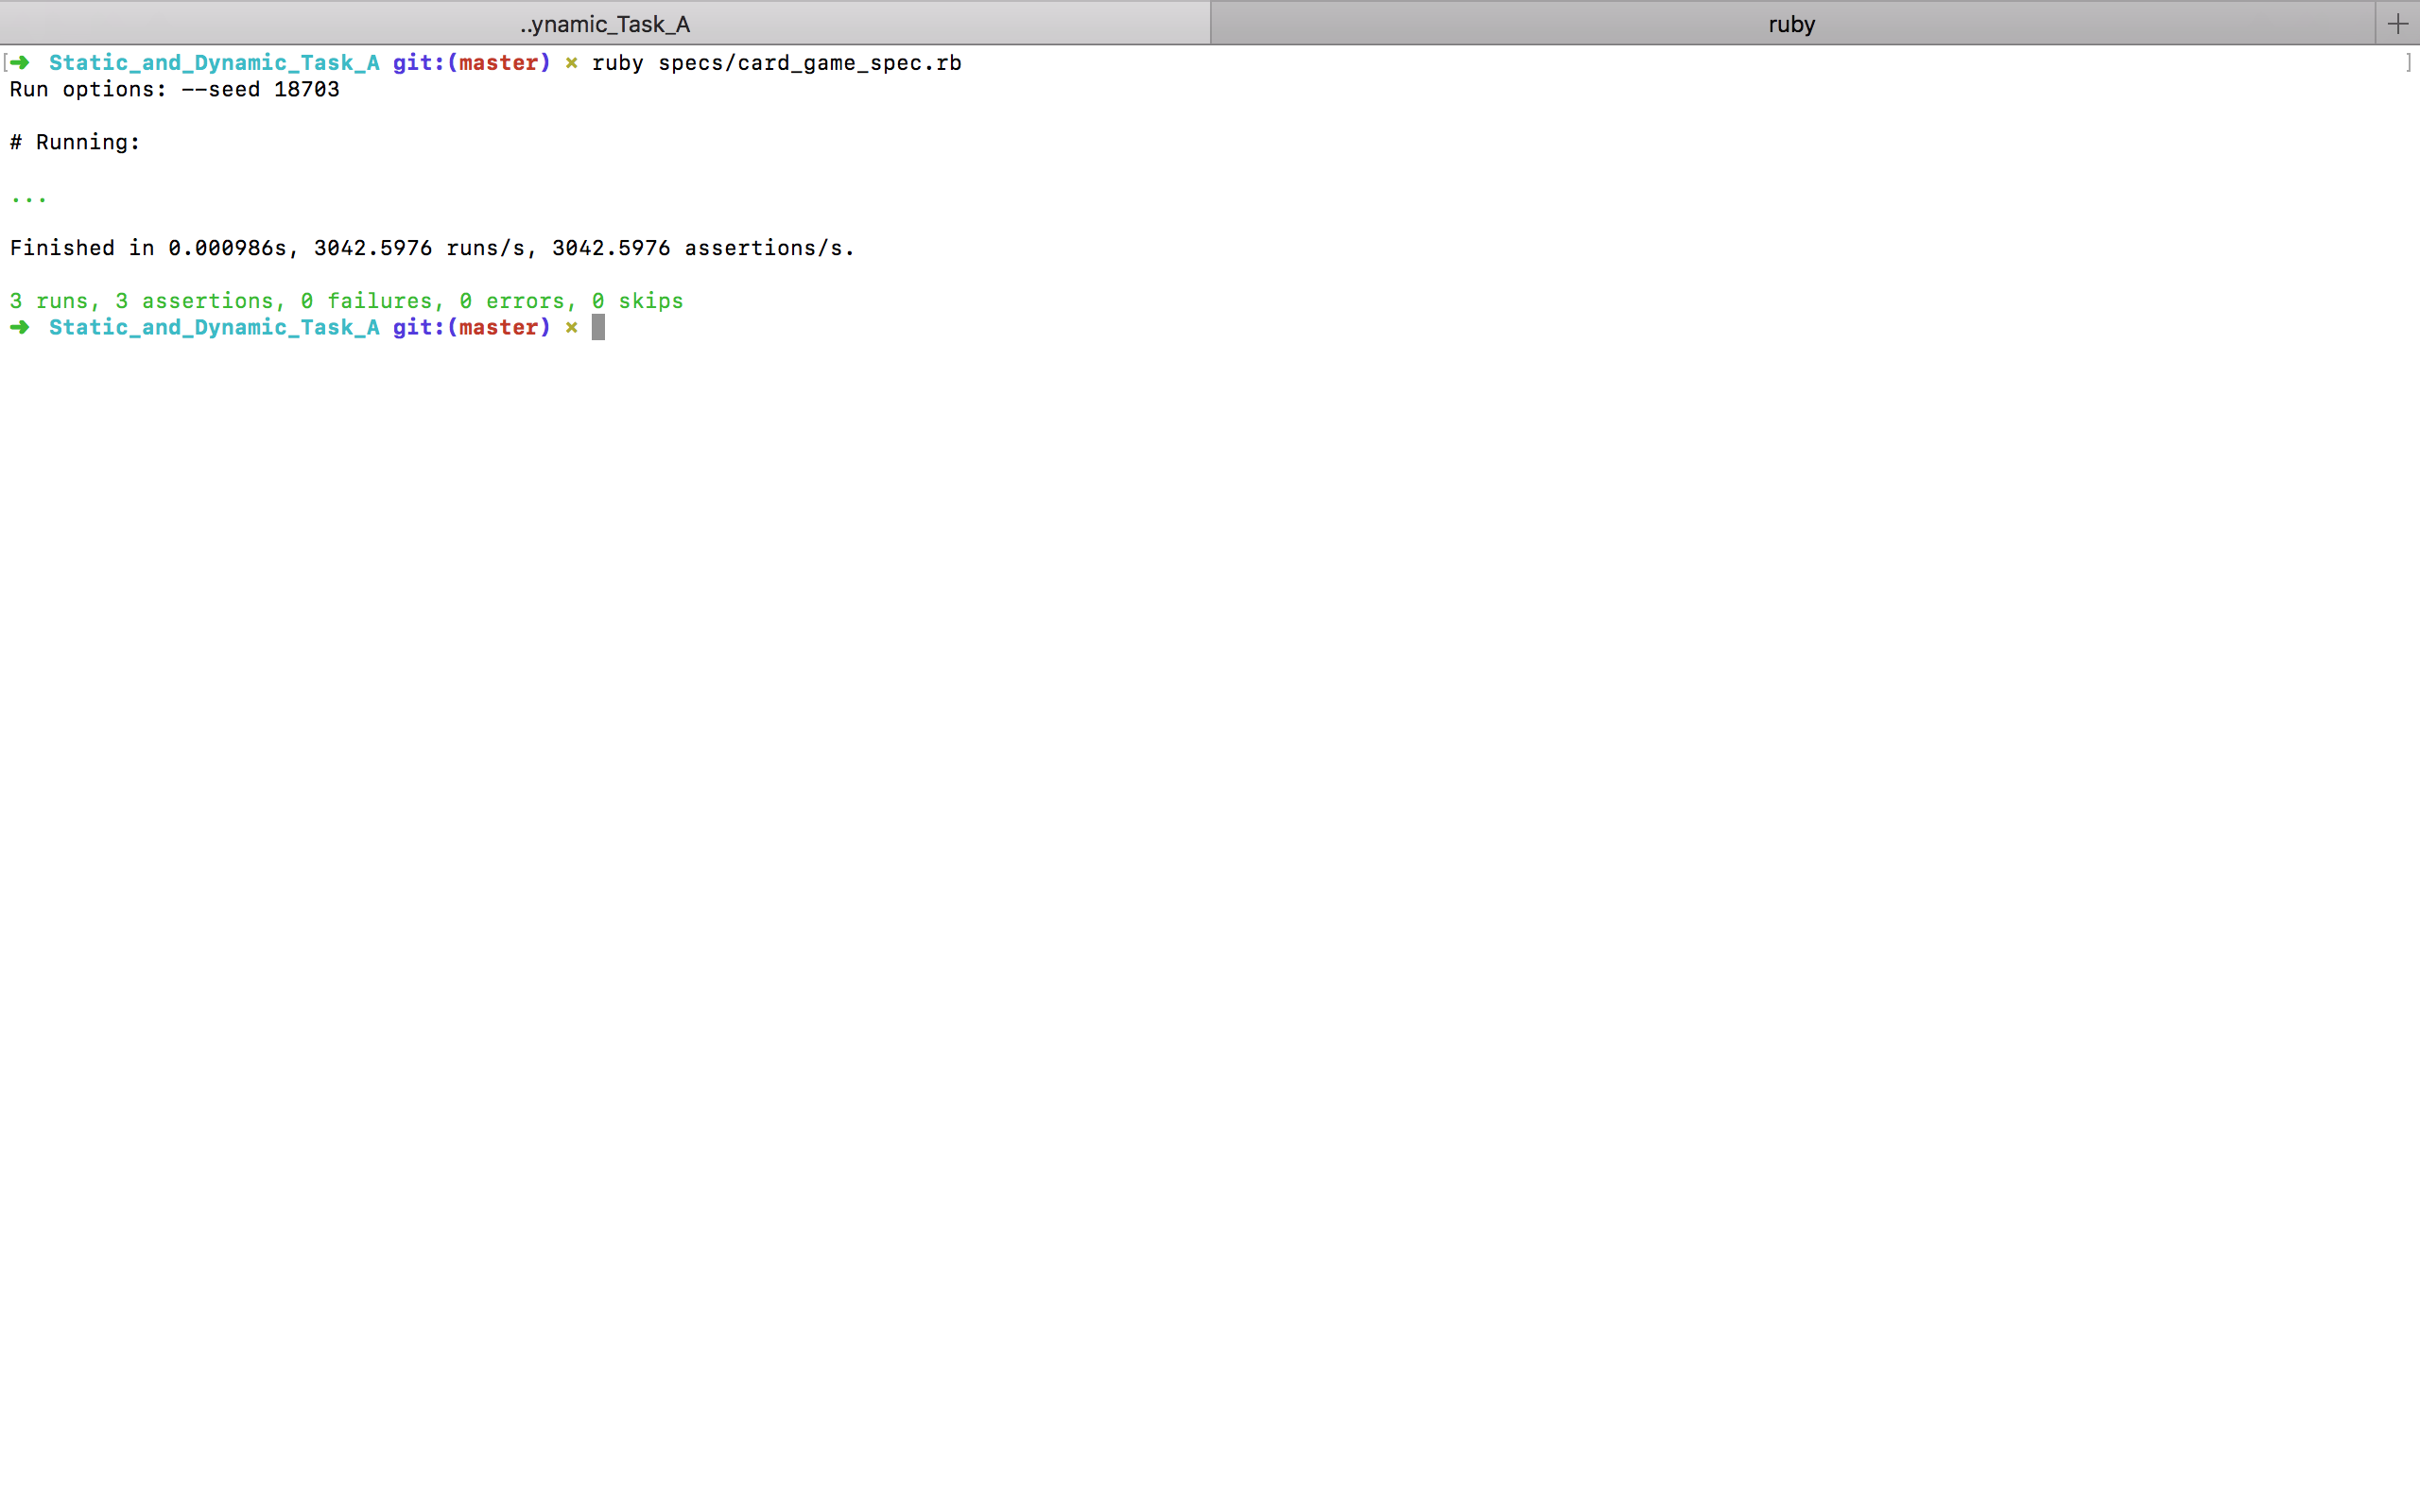 ..ynamic_Task_A
ruby
[➜  Static_and_Dynamic_Task_A git:(master) ✗ ruby specs/card_game_spec.rb ]
Run options: --seed 18703
# Running:
...
Finished in 0.000986s, 3042.5976 runs/s, 3042.5976 assertions/s.
3 runs, 3 assertions, 0 failures, 0 errors, 0 skips
➜  Static_and_Dynamic_Task_A git:(master) ✗